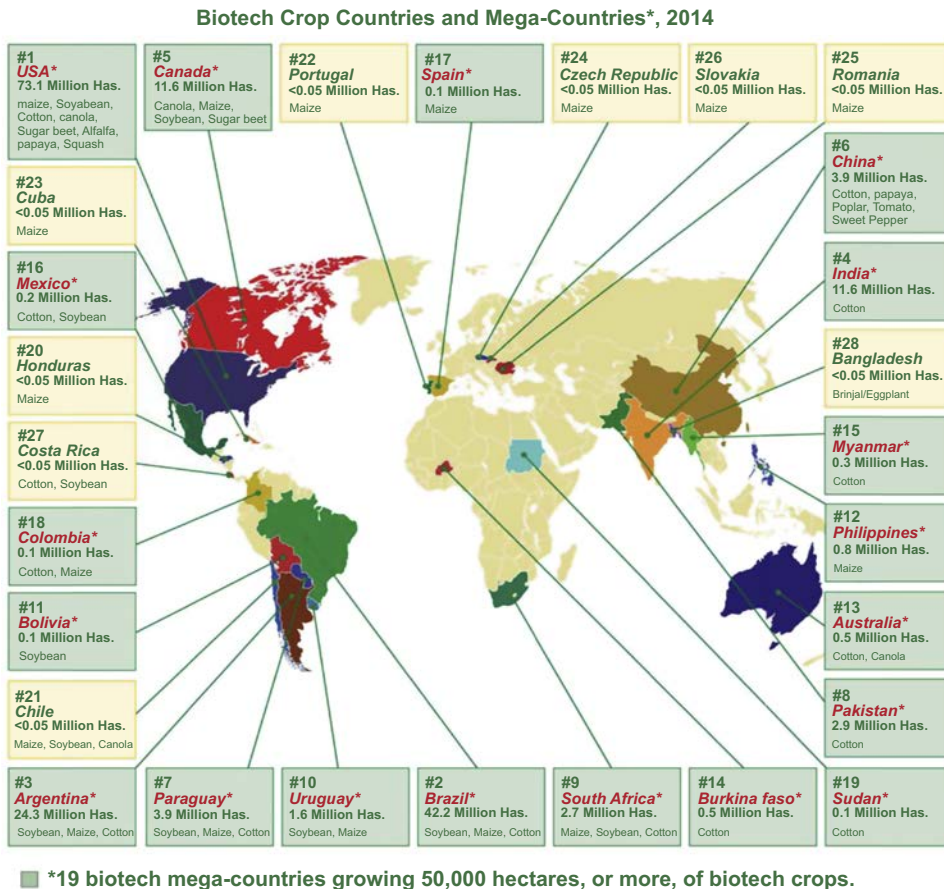 Biotech Crop Countries and Mega-Countries*, 2014
#1
USA*
73.1 Million Has.
maize, Soyabean,
Cotton, canola,
Sugar beet, Alfalfa,
papaya, Squash
#5
Canada*
11.6 Million Has.
Canola, Maize,
Soybean, Sugar beet
#22
Portugal
<0.05 Million Has.
Maize
#17
Spain*
0.1 Million Has.
Maize
#24
Czech Republic
<0.05 Million Has.
Maize
#26
Slovakia
<0.05 Million Has.
Maize
#25
Romania
<0.05 Million Has.
Maize
#23
Cuba
<0.05 Million Has.
Maize
#16
Mexico*
0.2 Million Has.
Cotton, Soybean
#20
Honduras
<0.05 Million Has.
Maize
#27
Costa Rica
<0.05 Million Has.
Cotton, Soybean
#18
Colombia*
0.1 Million Has.
Cotton, Maize
#11
Bolivia*
0.1 Million Has.
Soybean
#21
Chile
<0.05 Million Has.
Maize, Soybean, Canola
#6
China*
3.9 Million Has.
Cotton, papaya,
Poplar, Tomato,
Sweet Pepper
#4
India*
11.6 Million Has.
Cotton
#28
Bangladesh
<0.05 Million Has.
Brinjal/Eggplant
#15
Myanmar*
0.3 Million Has.
Cotton
#12
Philippines*
0.8 Million Has.
Maize
#13
Australia*
0.5 Million Has.
Cotton, Canola
#8
Pakistan*
2.9 Million Has.
Cotton
#3
Argentina*
24.3 Million Has.
Soybean, Maize, Cotton
#7
Paraguay*
3.9 Million Has.
Soybean, Maize, Cotton
#10
Uruguay*
1.6 Million Has.
Soybean, Maize
#2
Brazil*
42.2 Million Has.
Soybean, Maize, Cotton
#9
South Africa*
2.7 Million Has.
Maize, Soybean, Cotton
#14
Burkina faso*
0.5 Million Has.
Cotton
#19
Sudan*
0.1 Million Has.
Cotton
*19 biotech mega-countries growing 50,000 hectares, or more, of biotech crops.